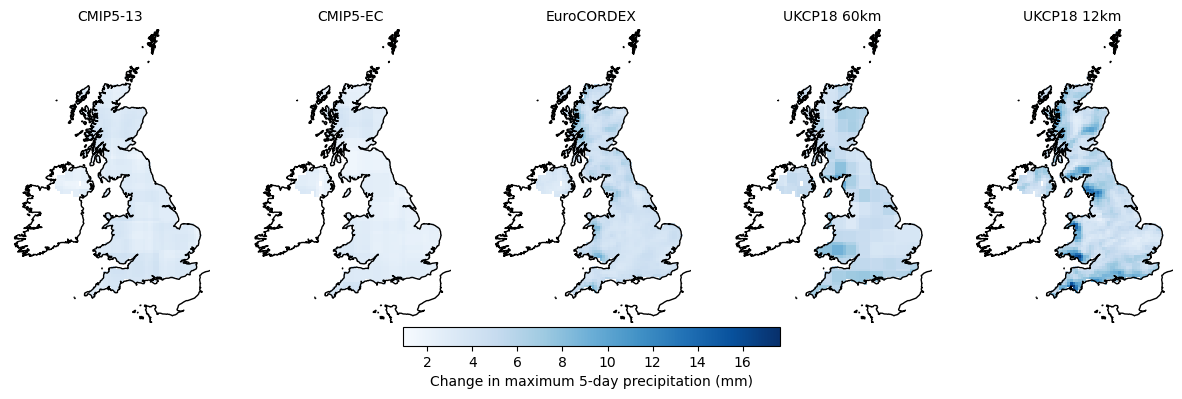 CMIP5-13 CMIP5-EC EuroCORDEX UKCP18 60km UKCP18 12km
2 4 6 8 10 12 14 16
Change in maximum 5-day precipitation (mm)